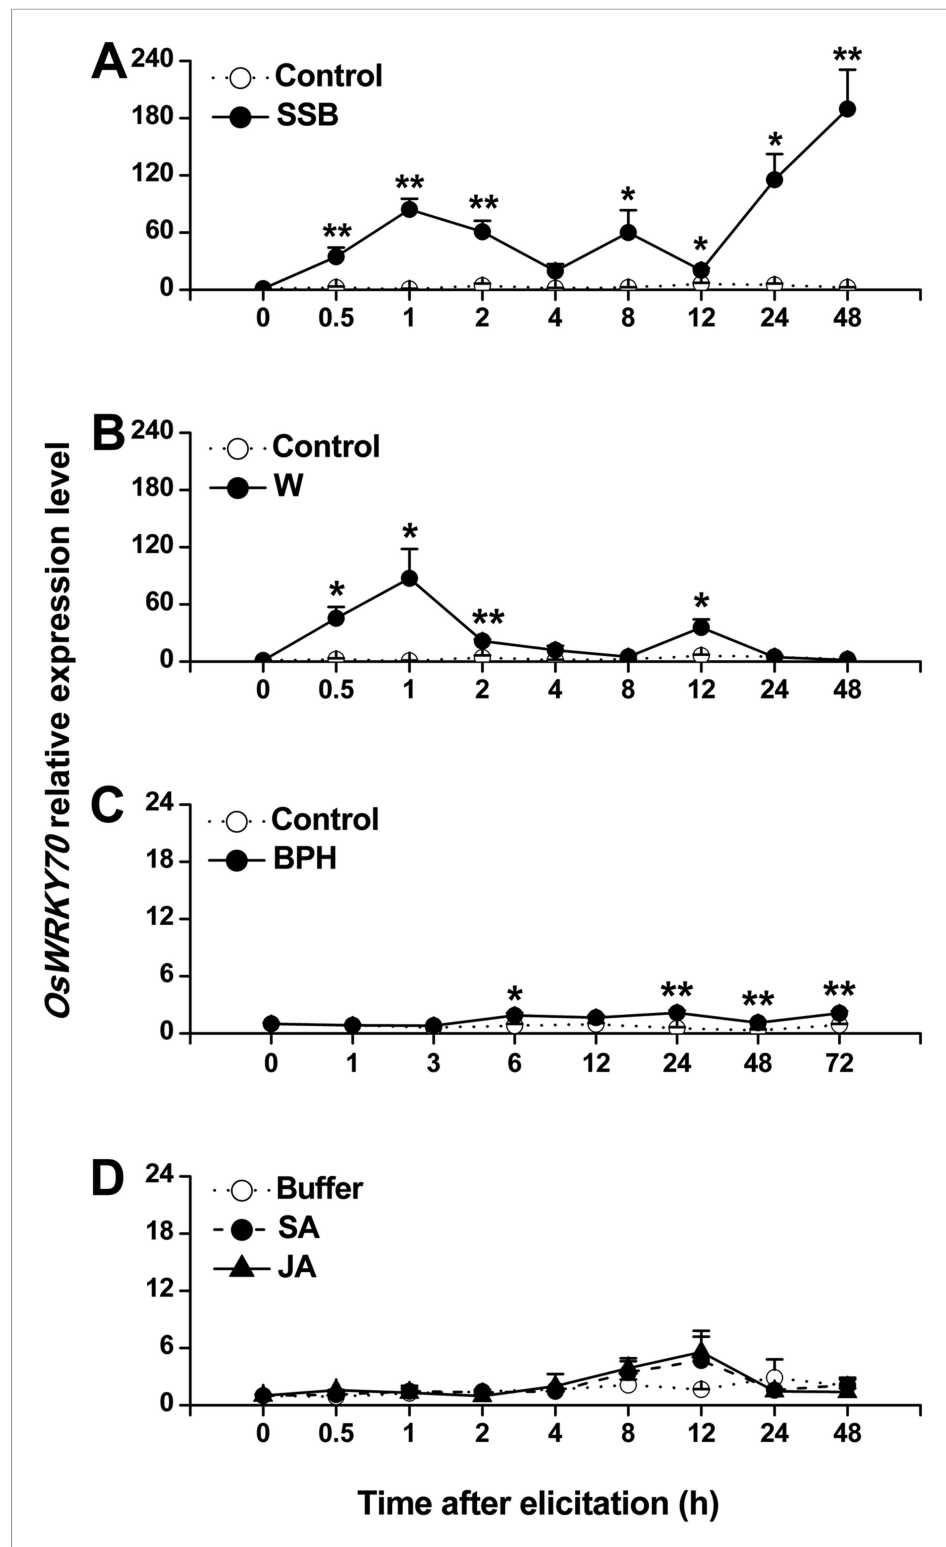 A
240
180
120
60
0
Control
SSB
** ** ** * * * **
0 0.5 1 2 4 8 12 24 48
B
240
180
120
60
0
Control
W
* * ** *
0 0.5 1 2 4 8 12 24 48
C
24
18
12
6
0
Control
BPH
* ** ** **
0 1 3 6 12 24 48 72
D
24
18
12
6
0
Buffer
SA
JA
0 0.5 1 2 4 8 12 24 48
OsWRKY70 relative expression level
Time after elicitation (h)